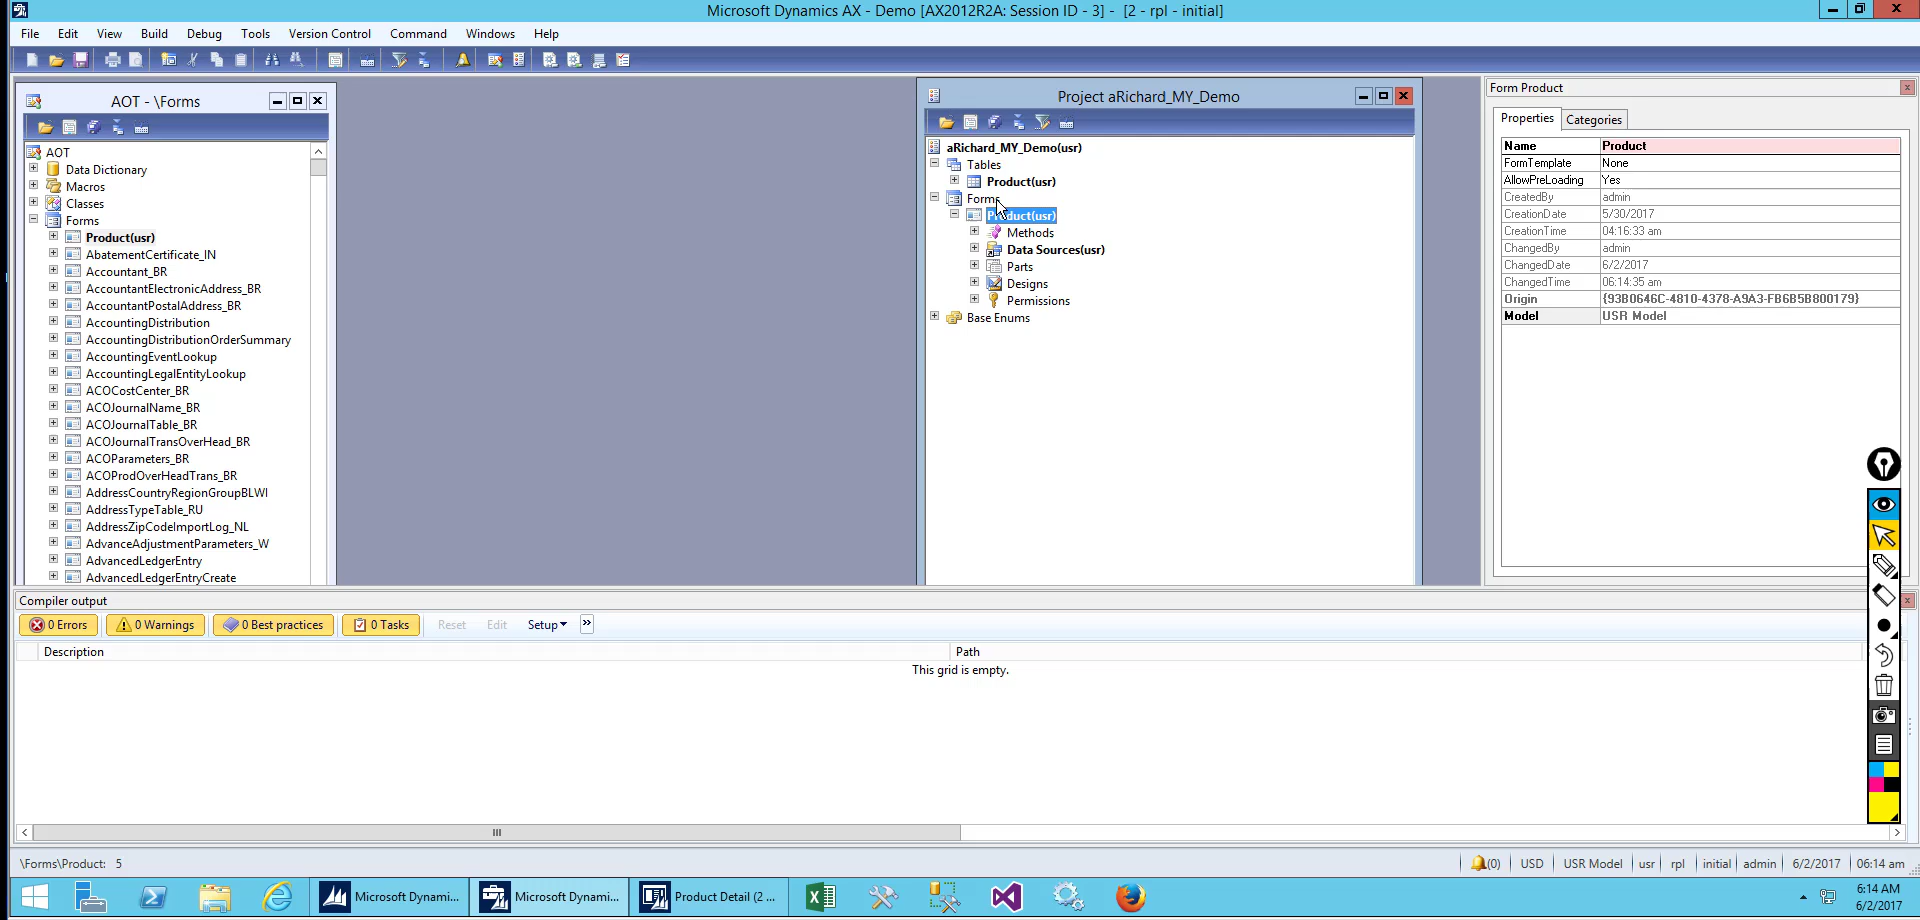 Microsoft Dynamics AX - Demo [AX2012R2A: Session ID - 3] - [2 - rpl - initial]
File Edit View Build Debug Tools Version Control Command Windows Help
AOT - \Forms
AOT
Data Dictionary
Macros
Classes
Forms
Product(usr)
AbatementCertificate_IN
Accountant_BR
AccountantElectronicAddress_BR
AccountantPostalAddress_BR
AccountingDistribution
AccountingDistributionOrderSummary
AccountingEventLookup
AccountingLegalEntityLookup
ACOCostCenter_BR
ACOJournalName_BR
ACOJournalTable_BR
ACOJournalTransOverHead_BR
ACOParameters_BR
ACOProdOverHeadTrans_BR
AddressCountryRegionGroupBLWI
AddressTypeTable_RU
AddressZipCodeImportLog_NL
AdvanceAdjustmentParameters_W
AdvancedLedgerEntry
AdvancedLedgerEntryCreate
Project aRichard_MY_Demo
aRichard_MY_Demo(usr)
Tables
Product(usr)
Forms
Product(usr)
Methods
Data Sources(usr)
Parts
Designs
Permissions
Base Enums
Form Product
Properties Categories
Name Product
FormTemplate None
AllowPreLoading Yes
CreatedBy admin
CreationDate 5/30/2017
CreationTime 04:16:33 am
ChangedBy admin
ChangedDate 6/2/2017
ChangedTime 06:14:35 am
Origin {93B0646C-4810-4378-A9A3-FB6B5B800179}
Model USR Model
Compiler output
0 Errors 0 Warnings 0 Best practices 0 Tasks Reset Edit Setup
Description Path
This grid is empty.
\Forms\Product: 5 (0) USD USR Model usr rpl initial admin 6/2/2017 06:14 am
Microsoft Dynami... Microsoft Dynami... Product Detail (2 ... 6:14 AM
6/2/2017